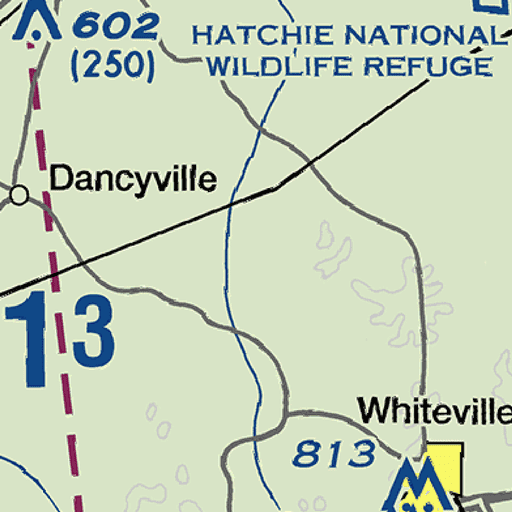 602
(250)
HATCHIE NATIONAL
WILDLIFE REFUGE
Dancyville
13
Whiteville
813